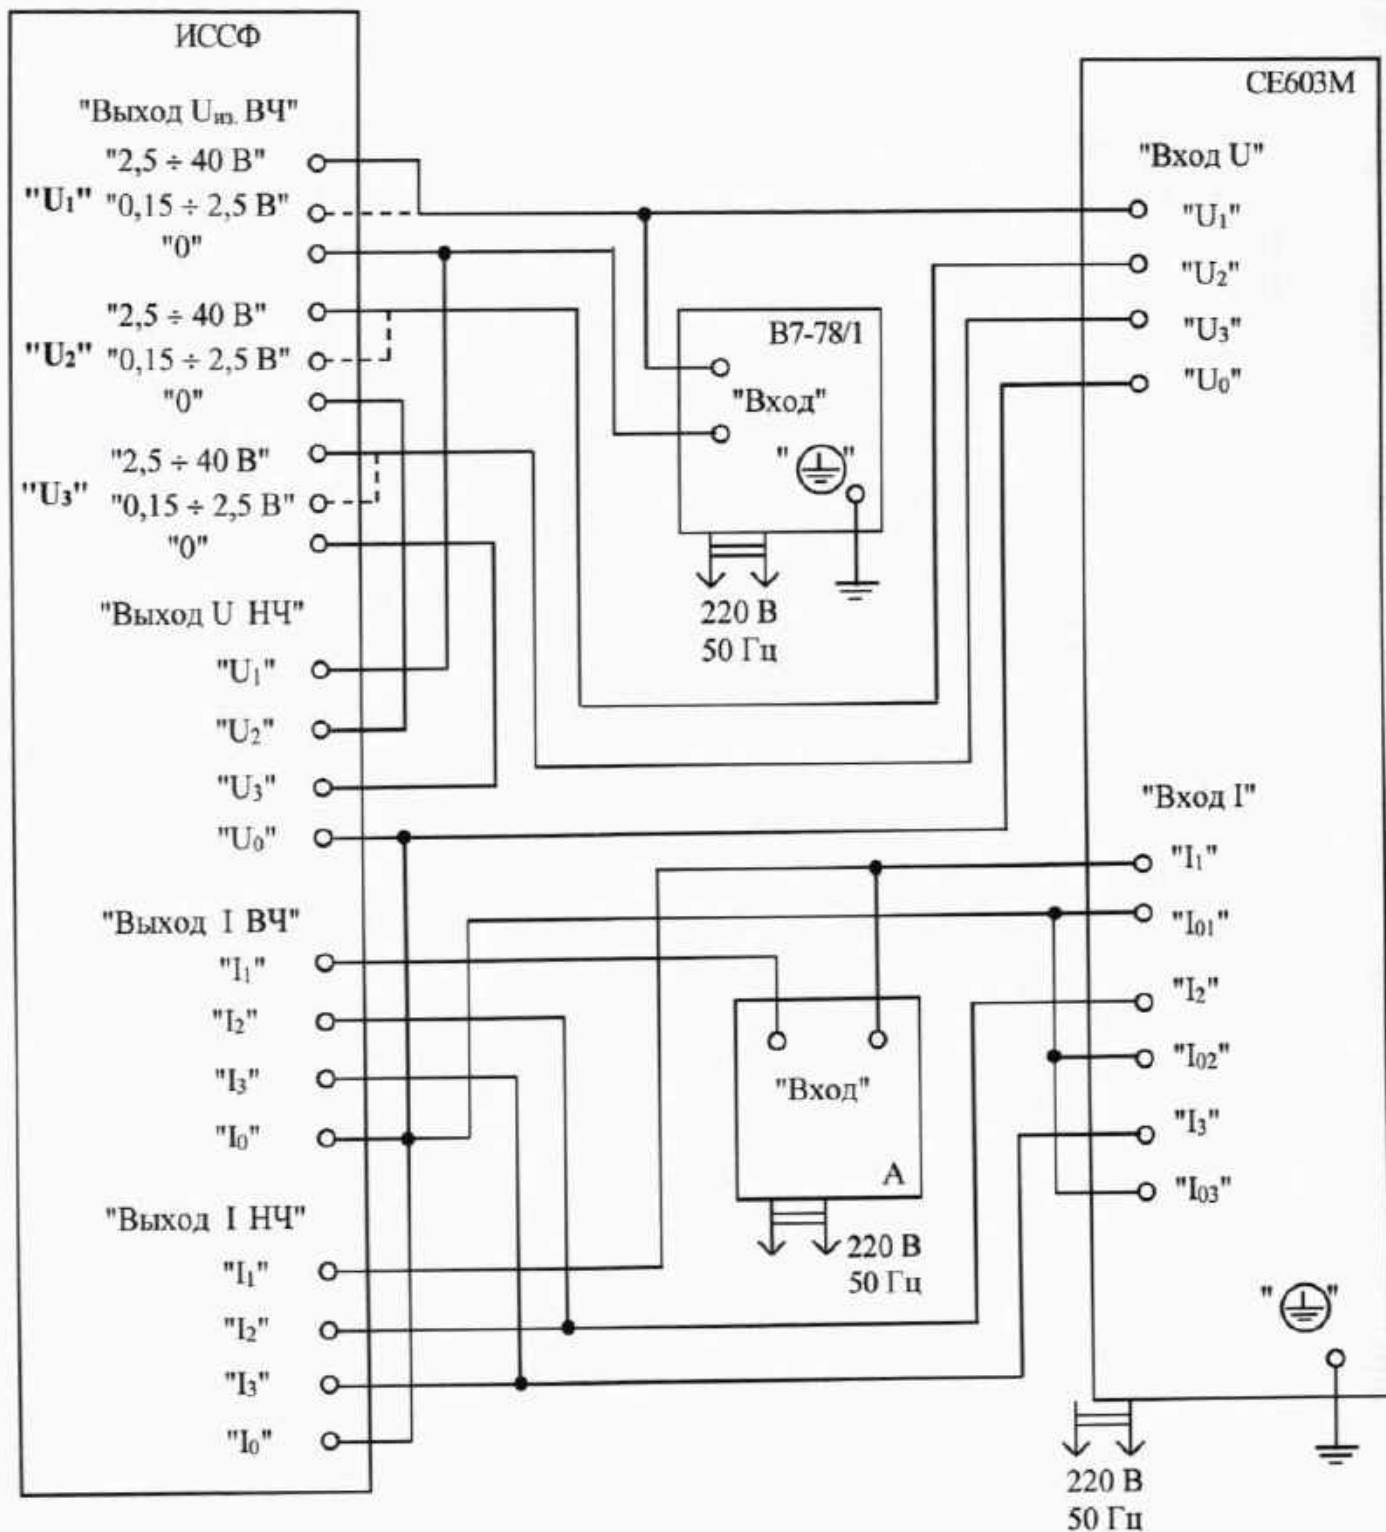 ИССФ
"Выход Uиз. ВЧ"
"2,5 ÷ 40 В"
"U1" "0,15 ÷ 2,5 В"
"0"
"2,5 ÷ 40 В"
"U2" "0,15 ÷ 2,5 В"
"0"
"2,5 ÷ 40 В"
"U3" "0,15 ÷ 2,5 В"
"0"
"Выход U НЧ"
"U1"
"U2"
"U3"
"U0"
"Выход I ВЧ"
"I1"
"I2"
"I3"
"I0"
"Выход I НЧ"
"I1"
"I2"
"I3"
"I0"
В7-78/1
"Вход"
" "
220 В
50 Гц
"Вход"
А
220 В
50 Гц
СЕ603М
"Вход U"
"U1"
"U2"
"U3"
"U0"
"Вход I"
"I1"
"I01"
"I2"
"I02"
"I3"
"I03"
" "
220 В
50 Гц